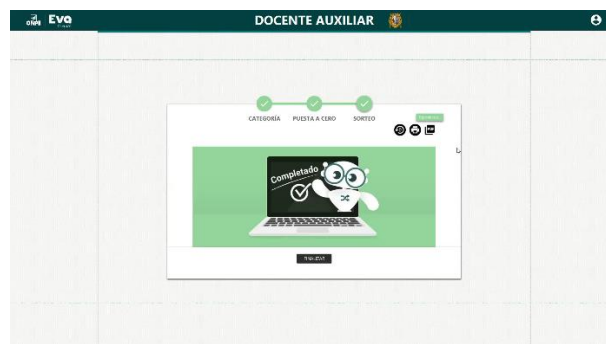 ONPE Eva DOCENTE AUXILIAR
CATEGORÍA PUESTA A CERO SORTEO
Completado